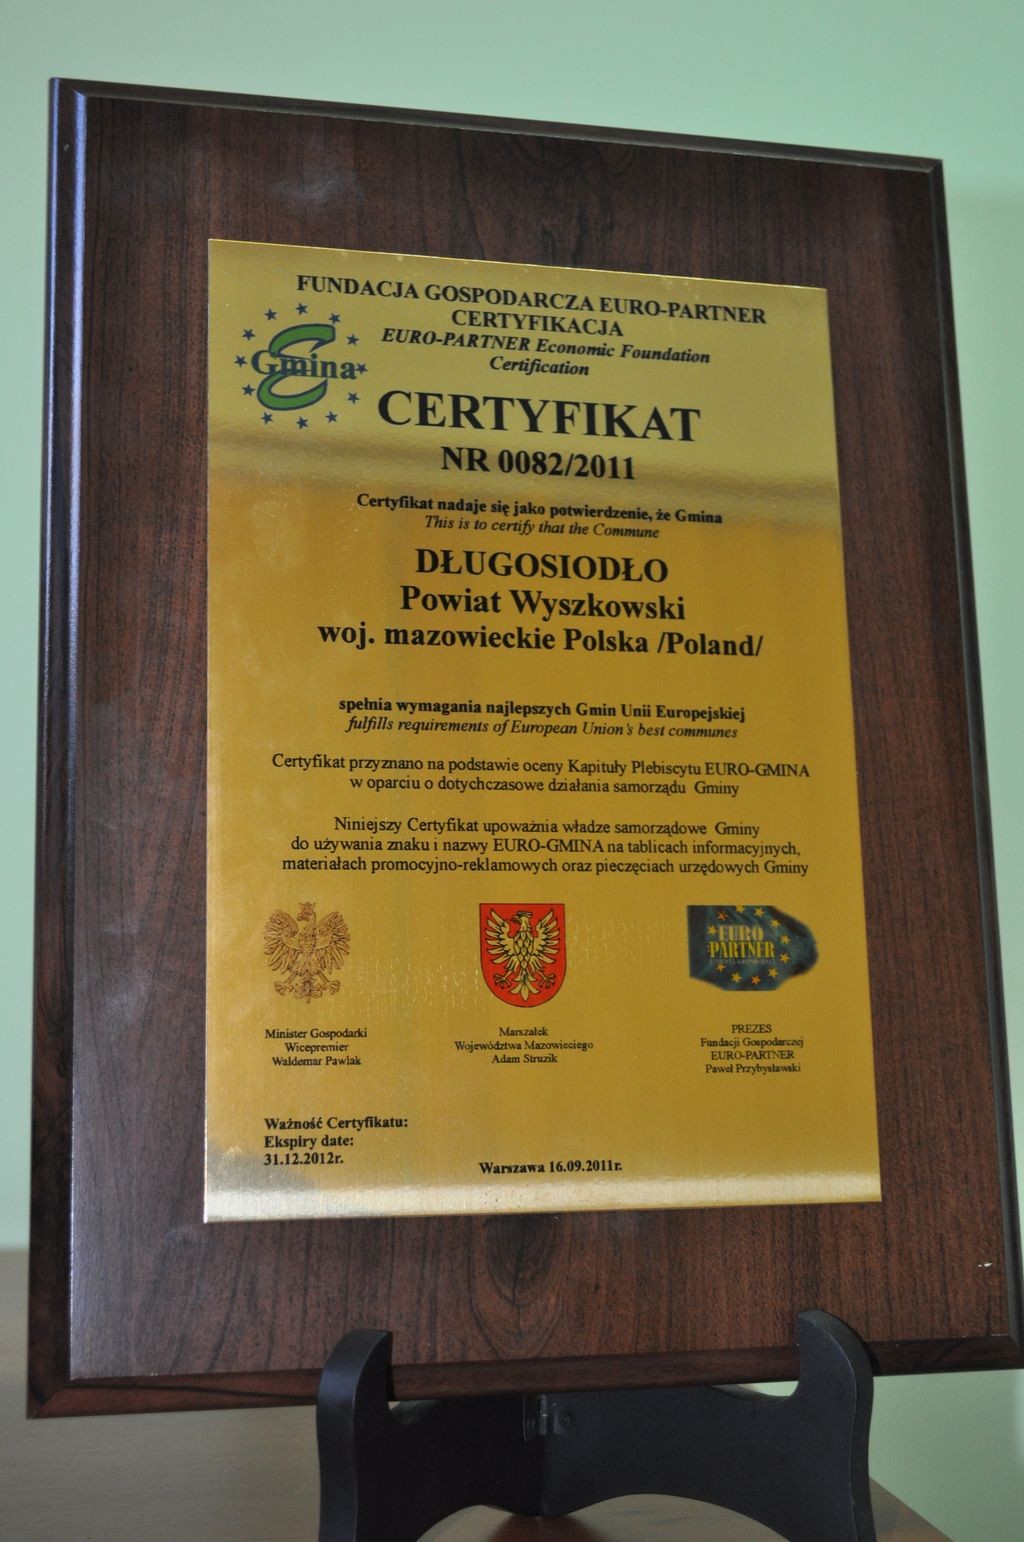 FUNDACJA GOSPODARCZA EURO-PARTNER
CERTYFIKACJA
EURO-PARTNER Economic Foundation
Certification
Gmina
CERTYFIKAT
NR 0082/2011
Certyfikat nadaje się jako potwierdzenie, że Gmina
This is to certify that the Commune
DŁUGOSIODŁO
Powiat Wyszkowski
woj. mazowieckie Polska /Poland/
spełnia wymagania najlepszych Gmin Unii Europejskiej
fulfills requirements of European Union's best communes
Certyfikat przyznano na podstawie oceny Kapituły Plebiscytu EURO-GMINA
w oparciu o dotychczasowe działania samorządu Gminy
Niniejszy Certyfikat upoważnia władze samorządowe Gminy
do używania znaku i nazwy EURO-GMINA na tablicach informacyjnych,
materiałach promocyjno-reklamowych oraz pieczęciach urzędowych Gminy
EURO
PARTNER
Minister Gospodarki
Wicepremier
Waldemar Pawlak
Marszałek
Województwa Mazowieciego
Adam Struzik
PREZES
Fundacji Gospodarczej
EURO-PARTNER
Paweł Przybysławski
Ważność Certyfikatu:
Ekspiry date:
31.12.2012r.
Warszawa 16.09.2011r.